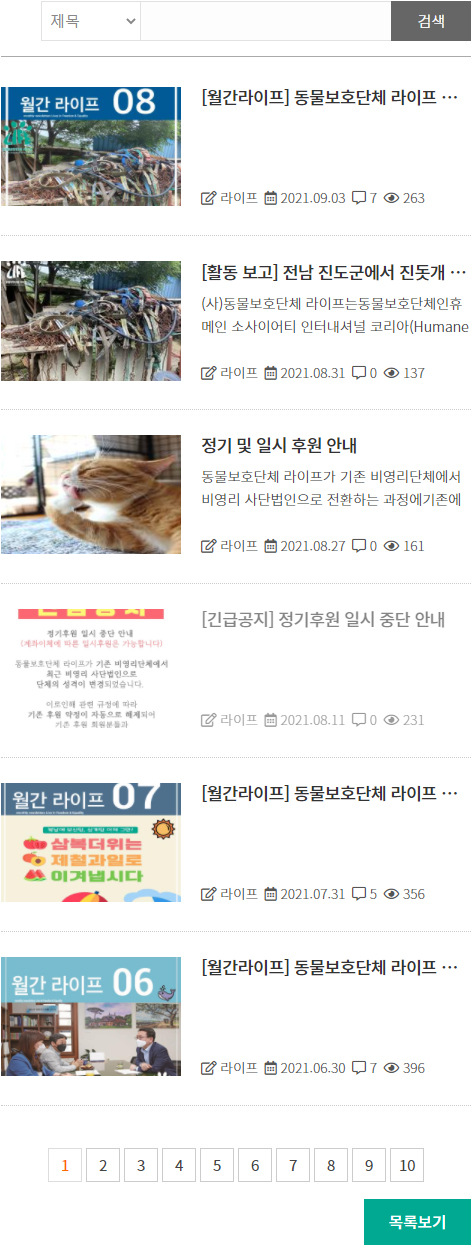 제목
검색
월간 라이프 08
[월간라이프] 동물보호단체 라이프 ⋯
라이프 2021.09.03 7 263
[활동 보고] 전남 진도군에서 진돗개 ⋯
(사)동물보호단체 라이프는동물보호단체인휴
메인 소사이어티 인터내셔널 코리아(Humane
라이프 2021.08.31 0 137
정기 및 일시 후원 안내
동물보호단체 라이프가 기존 비영리단체에서
비영리 사단법인으로 전환하는 과정에기존에
라이프 2021.08.27 0 161
정기후원 일시 중단 안내
(계좌이체에 따른 일시후원은 가능합니다)
동물보호단체 라이프가 기존 비영리단체에서
최근 비영리 사단법인으로
단체의 성격이 변경되었습니다.
이로인해 관련 규정에 따라
기존 후원 약정이 자동으로 해제되어
기존 후원 회원분들과
[긴급공지] 정기후원 일시 중단 안내
라이프 2021.08.11 0 231
월간 라이프 07
삼복더위는
제철과일로
이겨냅시다
[월간라이프] 동물보호단체 라이프 ⋯
라이프 2021.07.31 5 356
월간 라이프 06
[월간라이프] 동물보호단체 라이프 ⋯
라이프 2021.06.30 7 396
1 2 3 4 5 6 7 8 9 10
목록보기